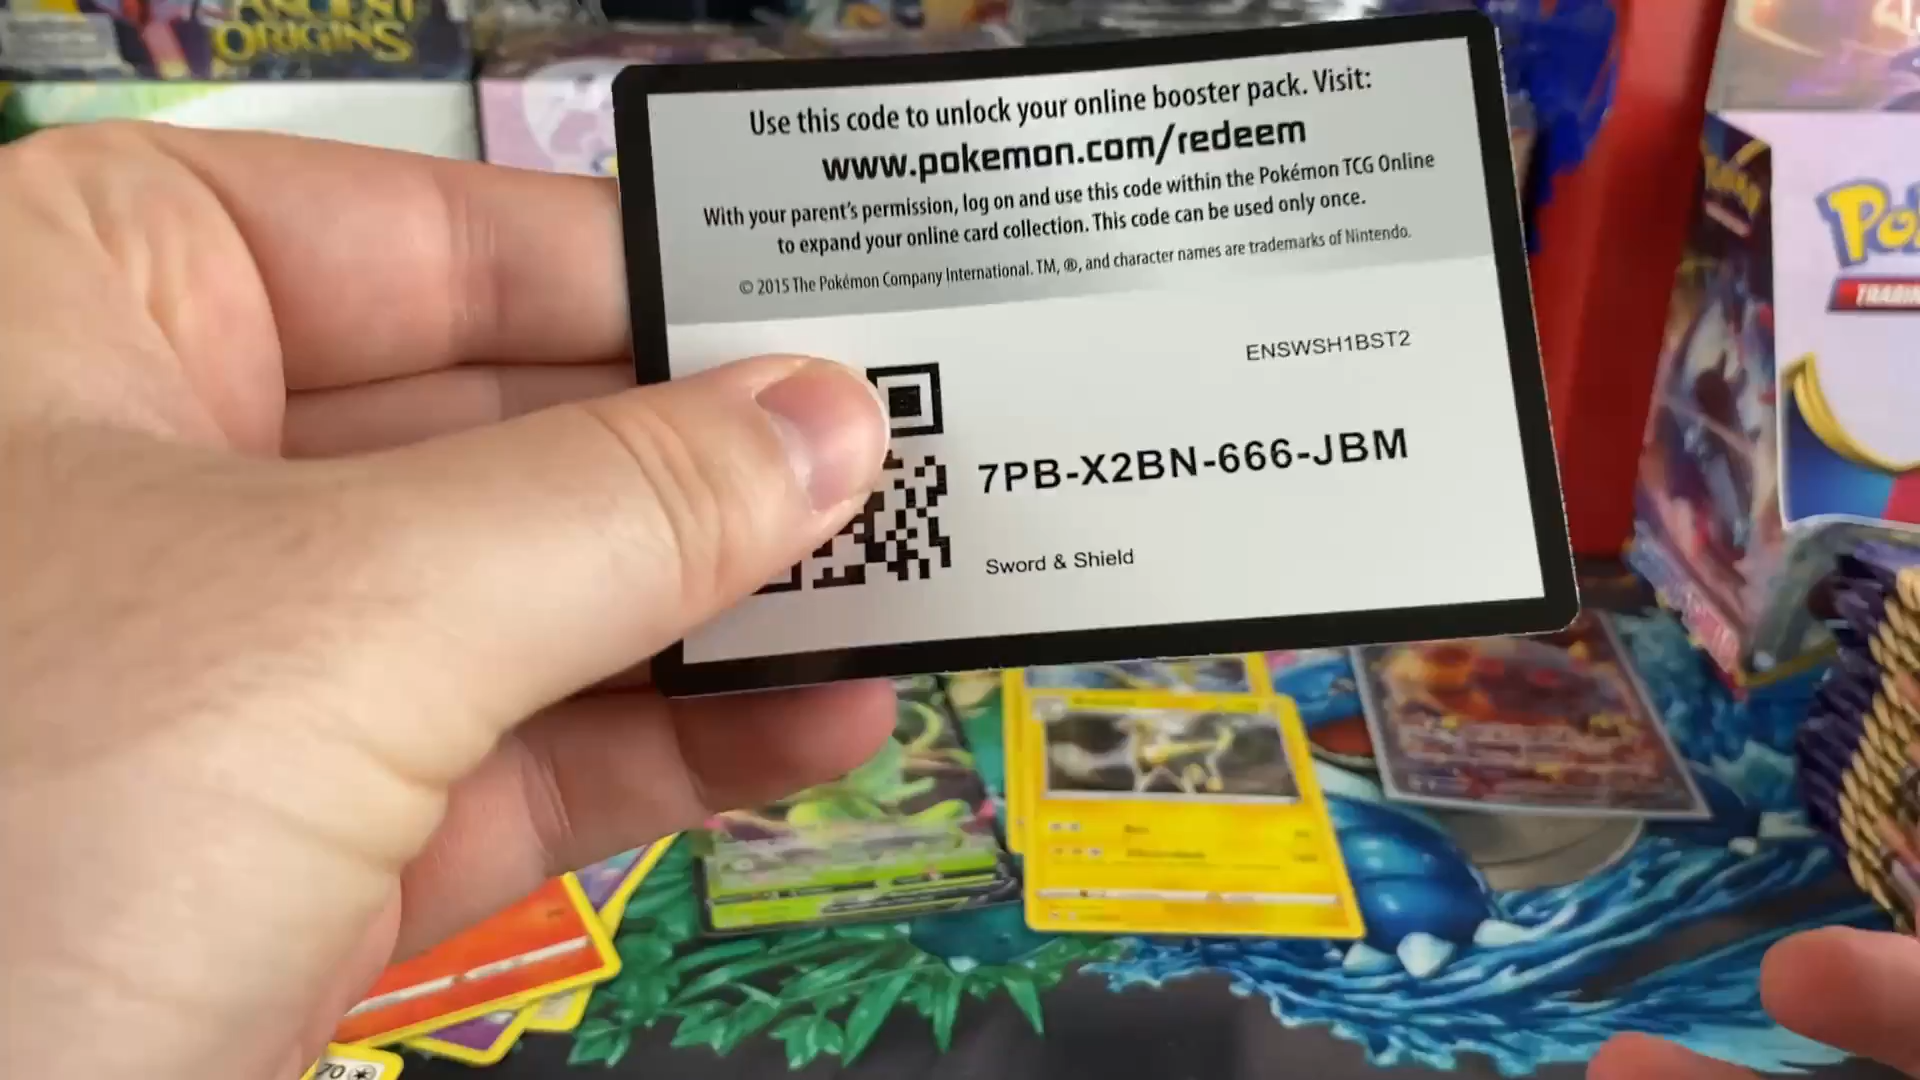 ANCIENT
ORIGINS
Use this code to unlock your online booster pack. Visit:
www.pokemon.com/redeem
With your parent's permission, log on and use this code within the Pokémon TCG Online
to expand your online card collection. This code can be used only once.
© 2015 The Pokémon Company International. TM, ®, and character names are trademarks of Nintendo.
ENSWSH1BST2
7PB-X2BN-666-JBM
Sword & Shield
70